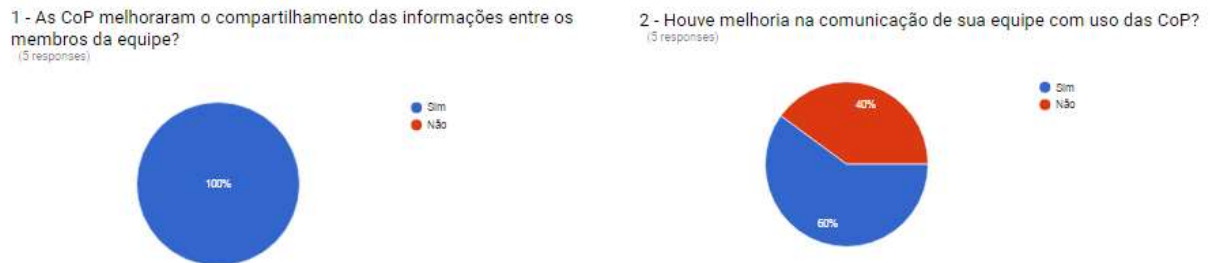 1 - As CoP melhoraram o compartilhamento das informações entre os
membros da equipe?
(5 responses)
Sim
Não
100%
2 - Houve melhoria na comunicação de sua equipe com uso das CoP?
(5 responses)
Sim
Não
40%
60%